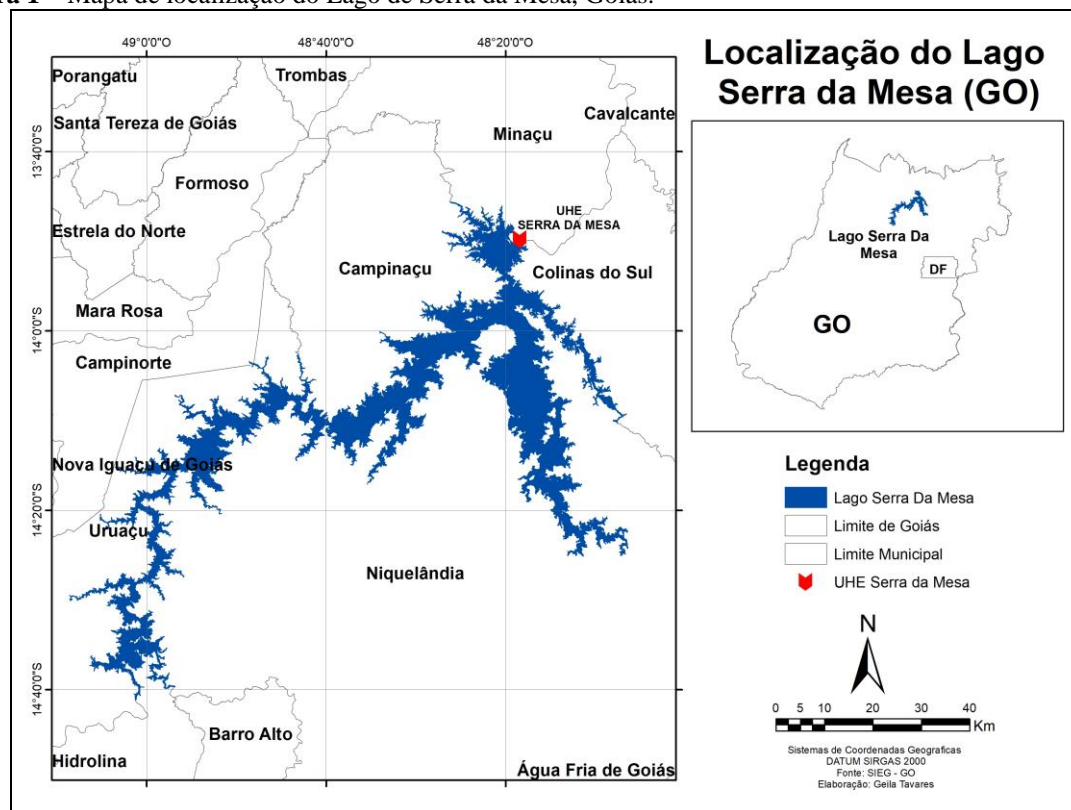 ra 1 – Mapa de localização do Lago de Serra da Mesa, Goiás.
49°0'0"O 48°40'0"O 48°20'0"O
Porangatu
Trombas
Cavalcante
Santa Tereza de Goiás
Minaçu
13°40'0"S
Formoso
UHE
SERRA DA MESA
Estrela do Norte
Campinaçu
Colinas do Sul
Mara Rosa
14°0'0"S
Campinorte
Nova Iguaçu de Goiás
14°20'0"S
Uruaçu
Niquelândia
14°40'0"S
Barro Alto
Hidrolina
Água Fria de Goiás
Localização do Lago
Serra da Mesa (GO)
Lago Serra Da
Mesa
DF
GO
Legenda
Lago Serra Da Mesa
Limite de Goiás
Limite Municipal
UHE Serra da Mesa
N
0 5 10 20 30 40
Km
Sistemas de Coordenadas Geograficas
DATUM SIRGAS 2000
Fonte: SIEG - GO
Elaboração: Geila Tavares